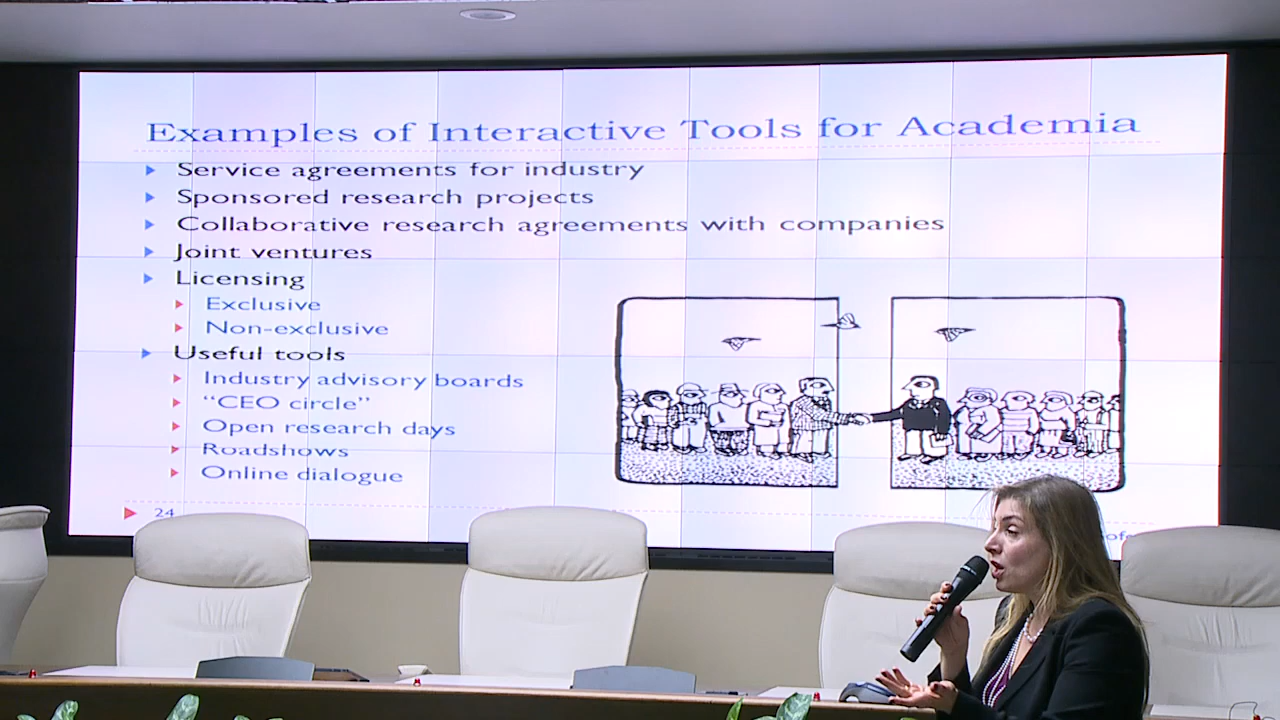 Examples of Interactive Tools for Academia
Service agreements for industry
Sponsored research projects
Collaborative research agreements with companies
Joint ventures
Licensing
Exclusive
Non-exclusive
Useful tools
Industry advisory boards
“CEO circle”
Open research days
Roadshows
Online dialogue
24